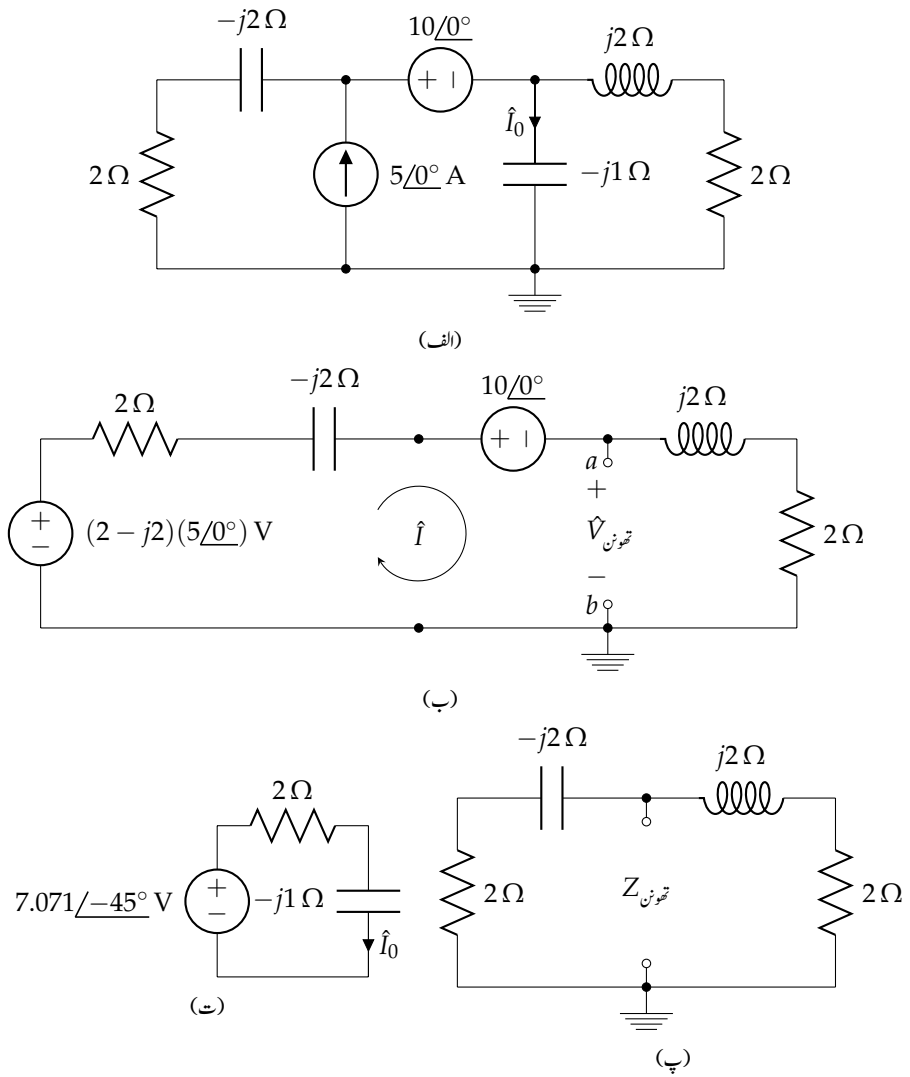 −j2 Ω
10/0°
j2 Ω
+ −
Î0
2 Ω
5/0° A
−j1 Ω
2 Ω
(الف)
−j2 Ω
10/0°
j2 Ω
2 Ω
+ −
a
+
+
−
(2 − j2)(5/0°) V
Î
V̂تھونن
2 Ω
−
b
(ب)
−j2 Ω
j2 Ω
2 Ω
7.071/−45° V
+
−
−j1 Ω
2 Ω
Zتھونن
2 Ω
Î0
(ت)
(پ)